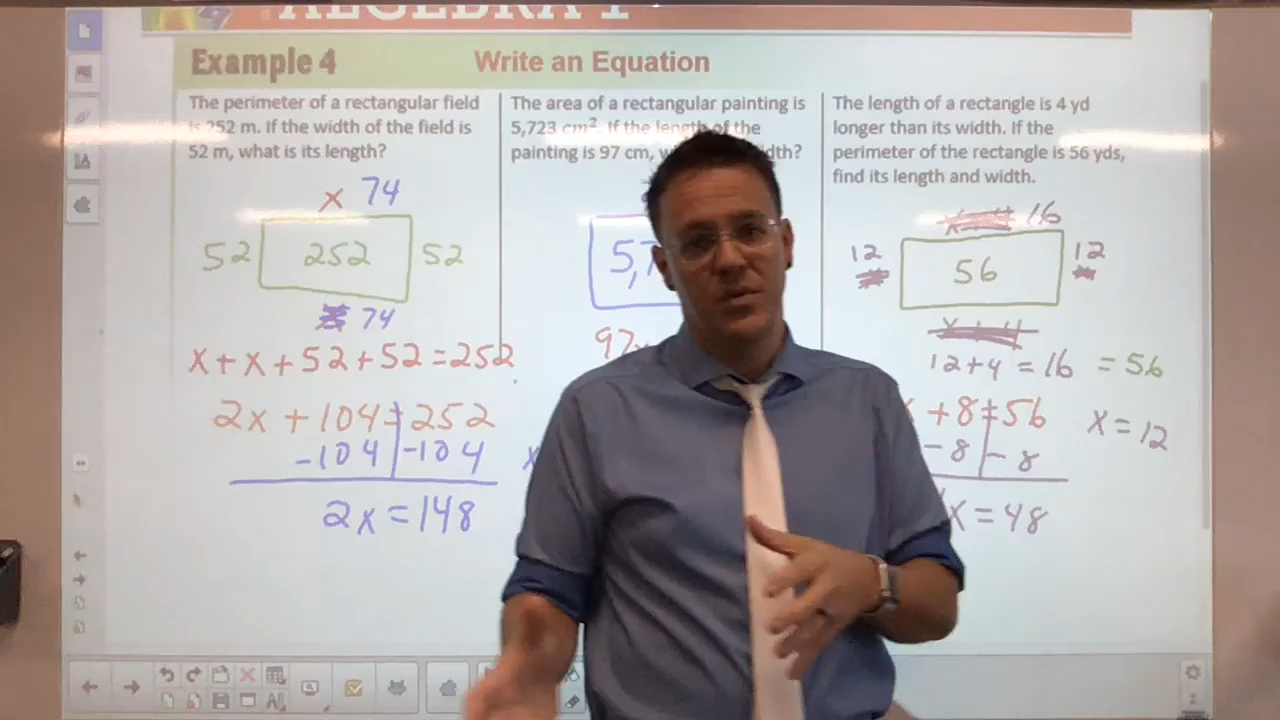 ALGEBRA 1
Example 4
Write an Equation
The perimeter of a rectangular field
is 252 m. If the width of the field is
52 m, what is its length?
x 74
52 252 52
74
x + x + 52 + 52 = 252
2x + 104 = 252
-104 -104
2x = 148
The area of a rectangular painting is
5,723 cm². If the length of the
painting is 97 cm,
5,7
97x
x
The length of a rectangle is 4 yd
longer than its width. If the
perimeter of the rectangle is 56 yds,
find its length and width.
16
12 56 12
x + 4
12 + 4 = 16 = 56
x + 8 = 56
x = 12
- 8 - 8
x = 48